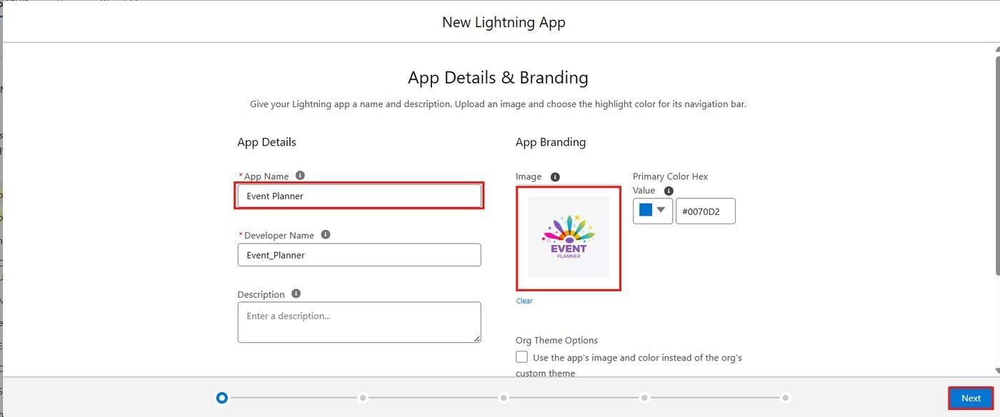 New Lightning App
App Details & Branding
Give your Lightning app a name and description. Upload an image and choose the highlight color for its navigation bar.
App Details
*App Name
Event Planner
*Developer Name
Event_Planner
Description
Enter a description...
App Branding
Image
EVENT
PLANNER
Clear
Primary Color Hex
Value
#0070D2
Org Theme Options
Use the app's image and color instead of the org's
custom theme
Next